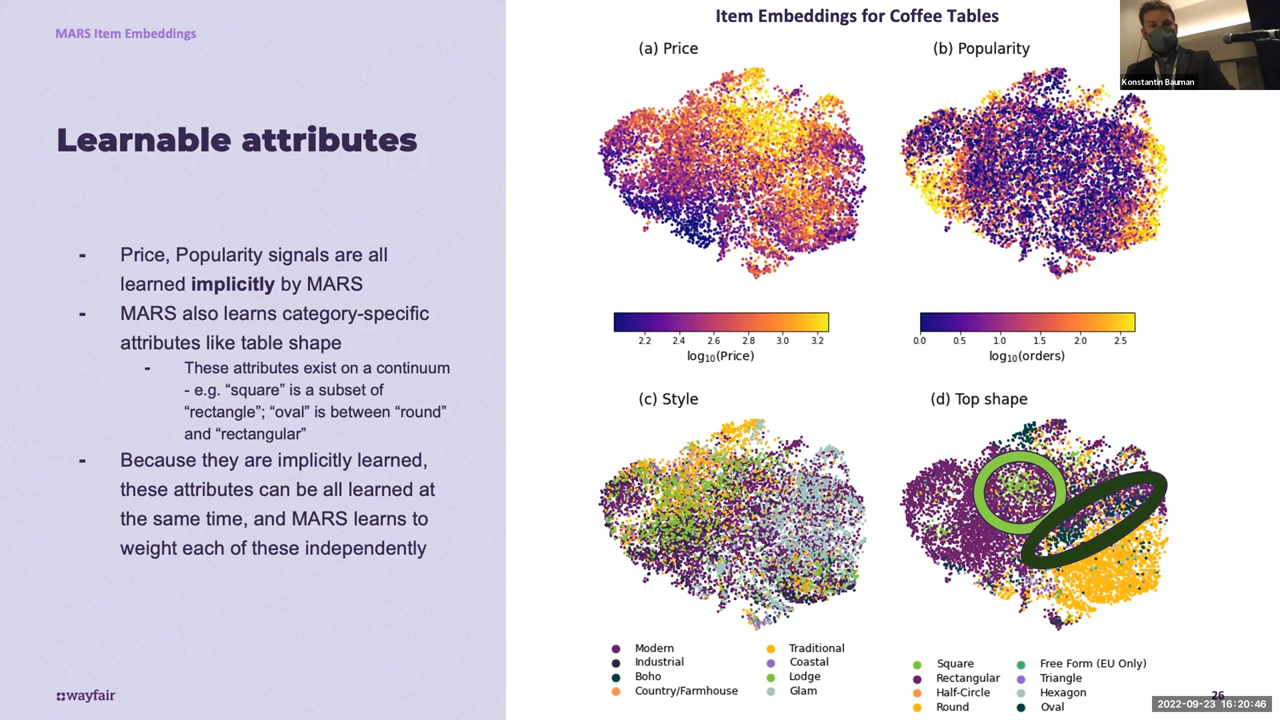 MARS Item Embeddings
Learnable attributes
- Price, Popularity signals are all
learned implicitly by MARS
- MARS also learns category-specific
attributes like table shape
- These attributes exist on a continuum
- e.g. “square” is a subset of
“rectangle”; “oval” is between “round”
and “rectangular”
- Because they are implicitly learned,
these attributes can be all learned at
the same time, and MARS learns to
weight each of these independently
wayfair
Item Embeddings for Coffee Tables
(a) Price
2.2 2.4 2.6 2.8 3.0 3.2
log10(Price)
(b) Popularity
0.0 0.5 1.0 1.5 2.0 2.5
log10(orders)
(c) Style
Modern
Industrial
Boho
Country/Farmhouse
Traditional
Coastal
Lodge
Glam
(d) Top shape
Square
Rectangular
Half-Circle
Round
Free Form (EU Only)
Triangle
Hexagon
Oval
Konstantin Bauman
26
2022-09-23 16:20:46